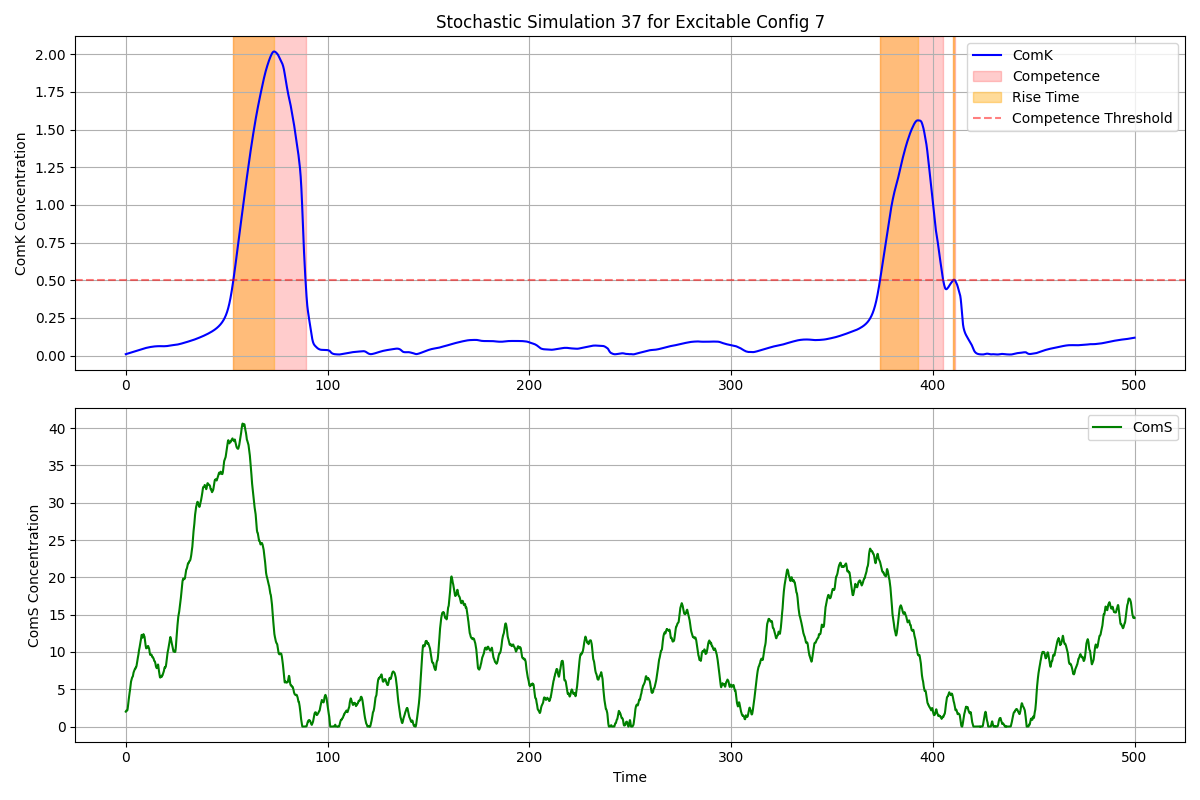 Stochastic Simulation 37 for Excitable Config 7
ComK Concentration
2.00
1.75
1.50
1.25
1.00
0.75
0.50
0.25
0.00
ComK
Competence
Rise Time
Competence Threshold
0 100 200 300 400 500
ComS Concentration
40
35
30
25
20
15
10
5
0
ComS
0 100 200 300 400 500
Time